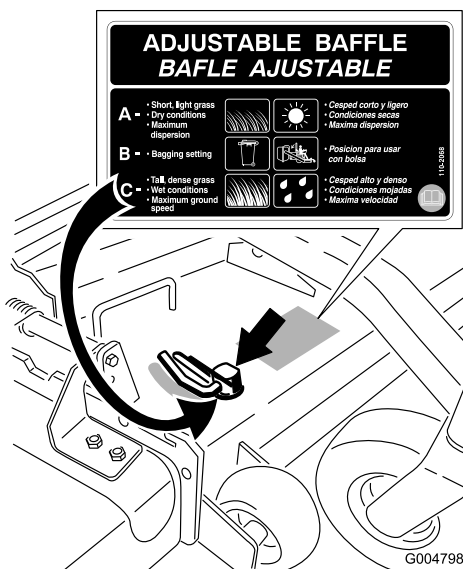 ADJUSTABLE BAFFLE
BAFLE AJUSTABLE
A - • Short, light grass
• Dry conditions
• Maximum
dispersion
• Cesped corto y ligero
• Condiciones secas
• Maxima dispersion
B - • Bagging setting
• Posicion para usar
con bolsa
C - • Tall, dense grass
• Wet conditions
• Maximum ground
speed
• Cesped alto y denso
• Condiciones mojadas
• Maxima velocidad
110-2068
G004798